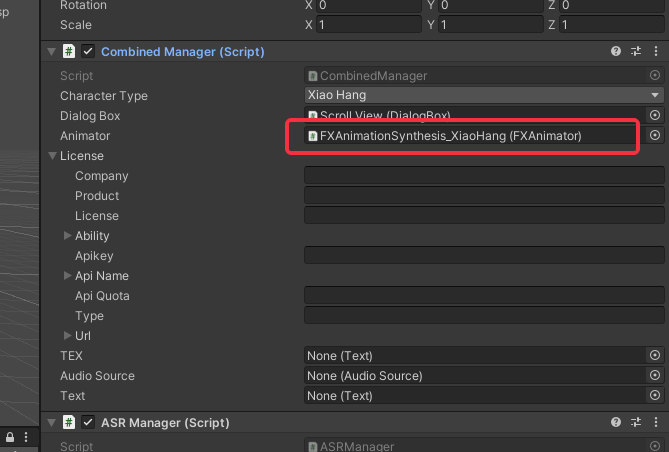 sp
Rotation X 0 Y 0 Z 0
Scale X 1 Y 1 Z 1
# Combined Manager (Script)
Script # CombinedManager
Character Type Xiao Hang
Dialog Box # Scroll View (DialogBox)
Animator # FXAnimationSynthesis_XiaoHang (FXAnimator)
License
Company
Product
License
Ability
Apikey
Api Name
Api Quota
Type
Url
TEX None (Text)
Audio Source None (Audio Source)
Text None (Text)
# ASR Manager (Script)
Script # ASRManager